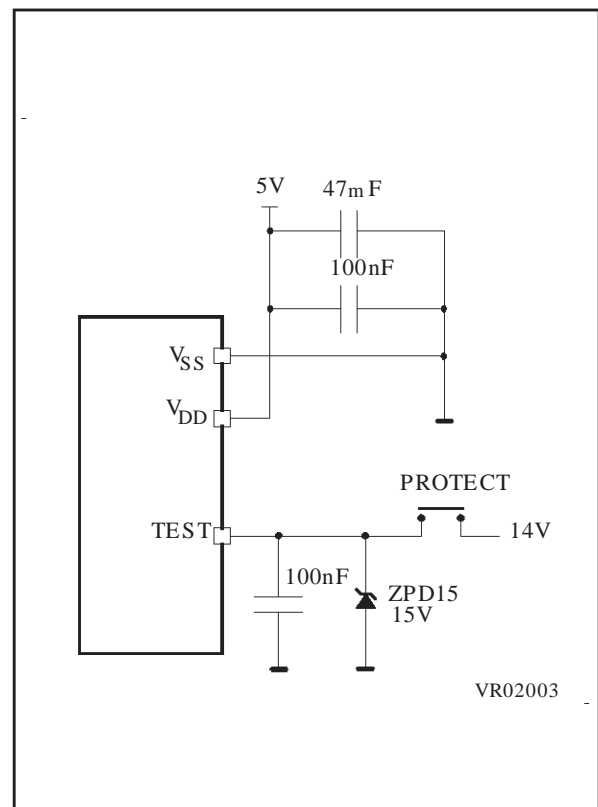 5V
47m F
100nF
VSS
VDD
PROTECT
TEST
14V
100nF
ZPD15
15V
VR02003